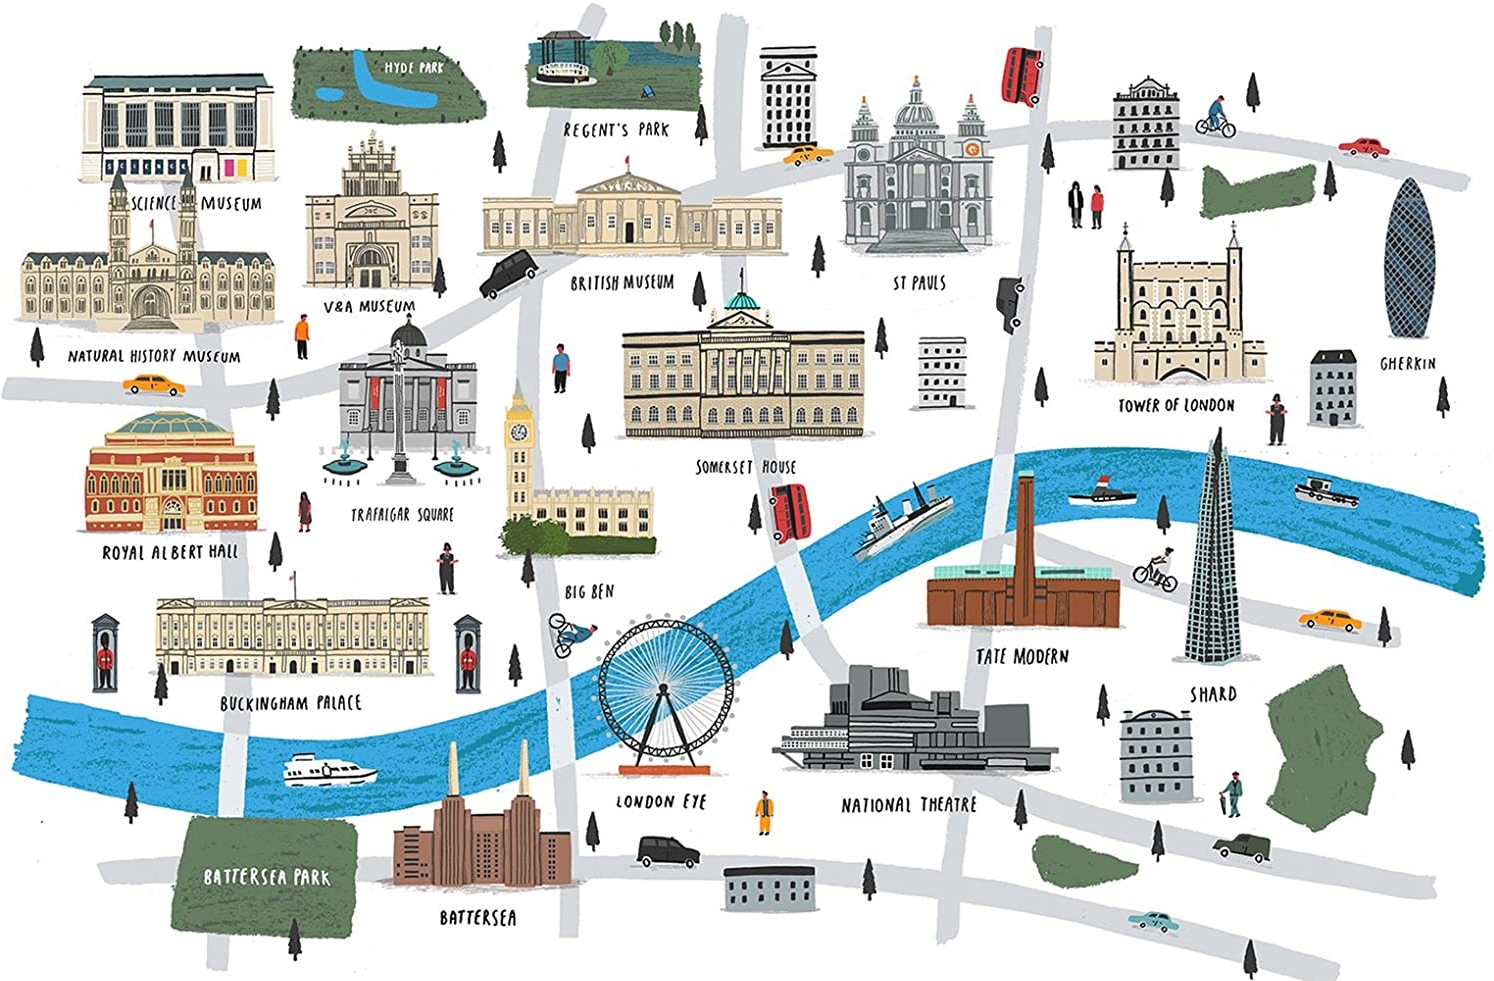 HYDE PARK
REGENT'S PARK
SCIENCE MUSEUM
V&A MUSEUM
BRITISH MUSEUM
ST PAULS
NATURAL HISTORY MUSEUM
GHERKIN
TOWER OF LONDON
SOMERSET HOUSE
TRAFALGAR SQUARE
ROYAL ALBERT HALL
BIG BEN
TATE MODERN
BUCKINGHAM PALACE
SHARD
LONDON EYE
NATIONAL THEATRE
BATTERSEA PARK
BATTERSEA